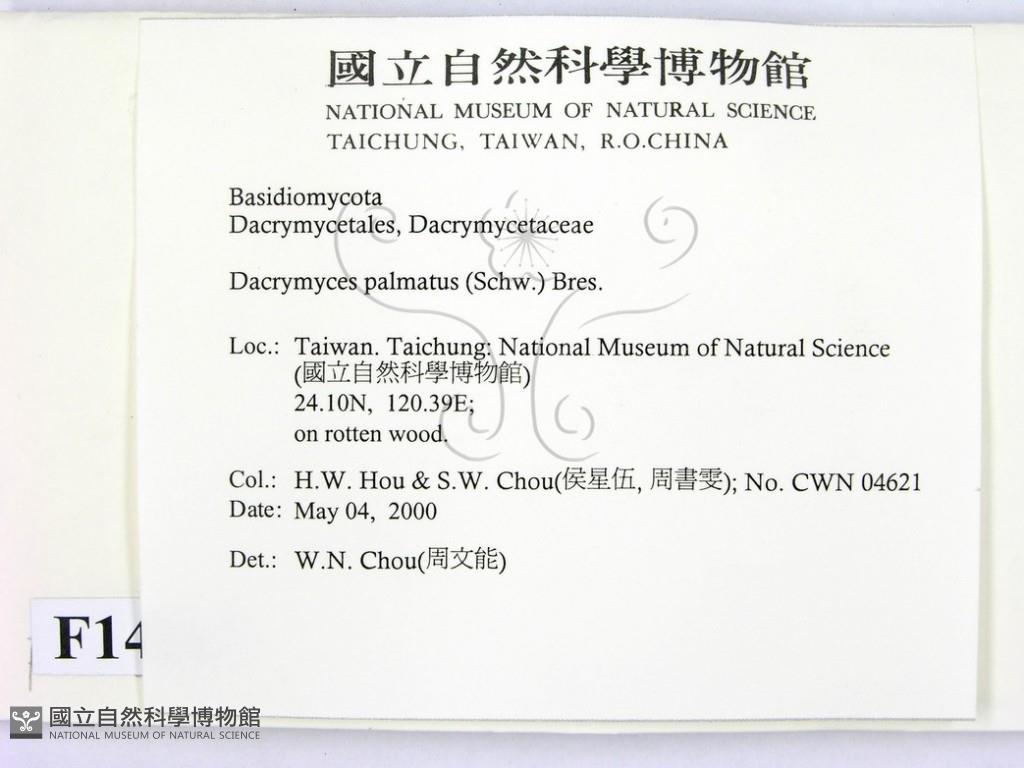 國立自然科學博物館
NATIONAL MUSEUM OF NATURAL SCIENCE
TAICHUNG, TAIWAN, R.O.CHINA
Basidiomycota
Dacrymycetales, Dacrymycetaceae
Dacrymyces palmatus (Schw.) Bres.
Loc.: Taiwan. Taichung: National Museum of Natural Science
(國立自然科學博物館)
24.10N, 120.39E;
on rotten wood.
Col.: H.W. Hou & S.W. Chou(侯星伍, 周書雯); No. CWN 04621
Date: May 04, 2000
Det.: W.N. Chou(周文能)
F14
國立自然科學博物館
NATIONAL MUSEUM OF NATURAL SCIENCE